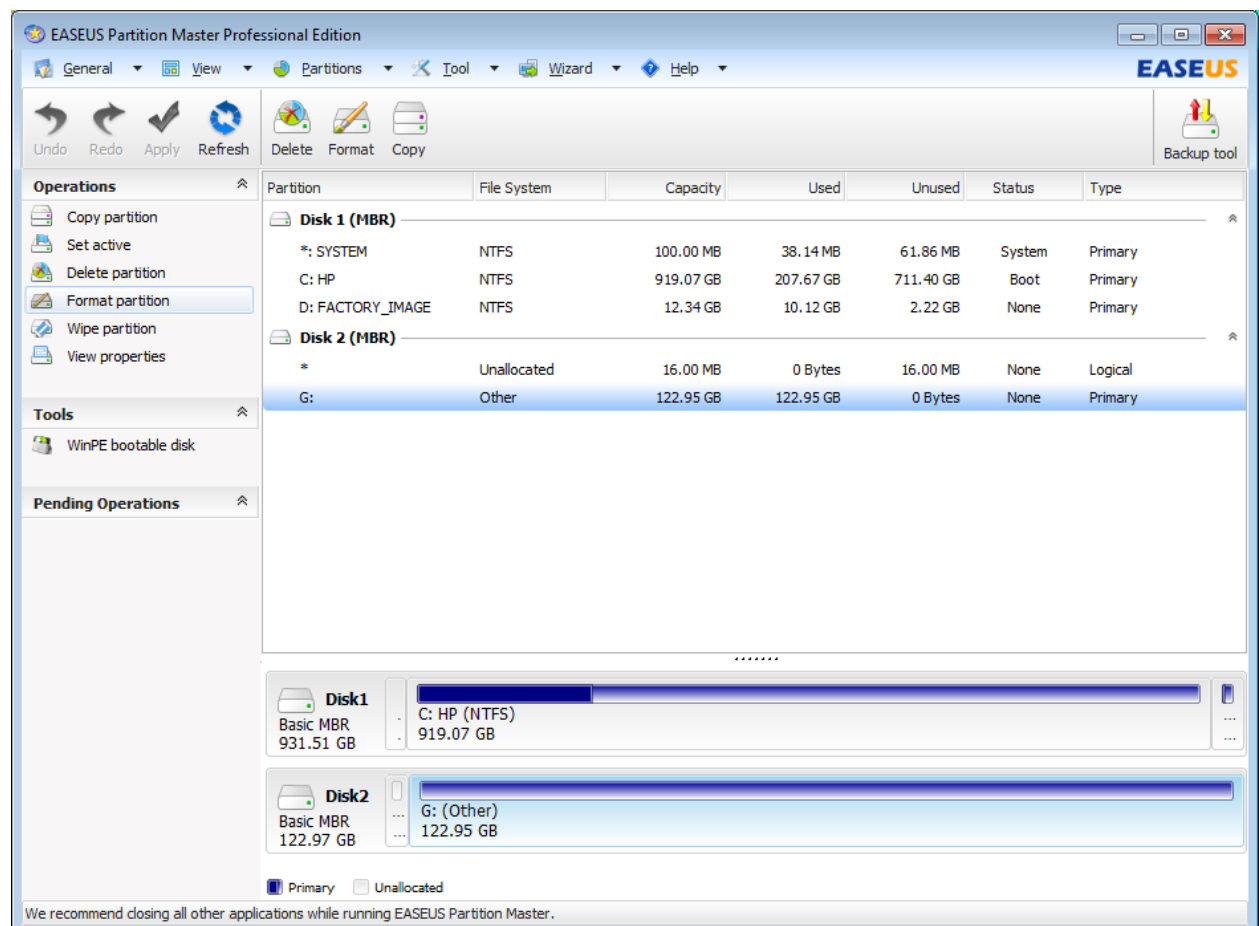 EASEUS Partition Master Professional Edition
General View Partitions Tool Wizard Help EASEUS
Undo Redo Apply Refresh Delete Format Copy Backup tool
Operations
Copy partition
Set active
Delete partition
Format partition
Wipe partition
View properties
Tools
WinPE bootable disk
Pending Operations
Partition File System Capacity Used Unused Status Type
Disk 1 (MBR)
*: SYSTEM NTFS 100.00 MB 38.14 MB 61.86 MB System Primary
C: HP NTFS 919.07 GB 207.67 GB 711.40 GB Boot Primary
D: FACTORY_IMAGE NTFS 12.34 GB 10.12 GB 2.22 GB None Primary
Disk 2 (MBR)
* Unallocated 16.00 MB 0 Bytes 16.00 MB None Logical
G: Other 122.95 GB 122.95 GB 0 Bytes None Primary
Disk1
Basic MBR
931.51 GB
. 
.
C: HP (NTFS)
919.07 GB
...
...
Disk2
Basic MBR
122.97 GB
...
...
G: (Other)
122.95 GB
Primary Unallocated
We recommend closing all other applications while running EASEUS Partition Master.